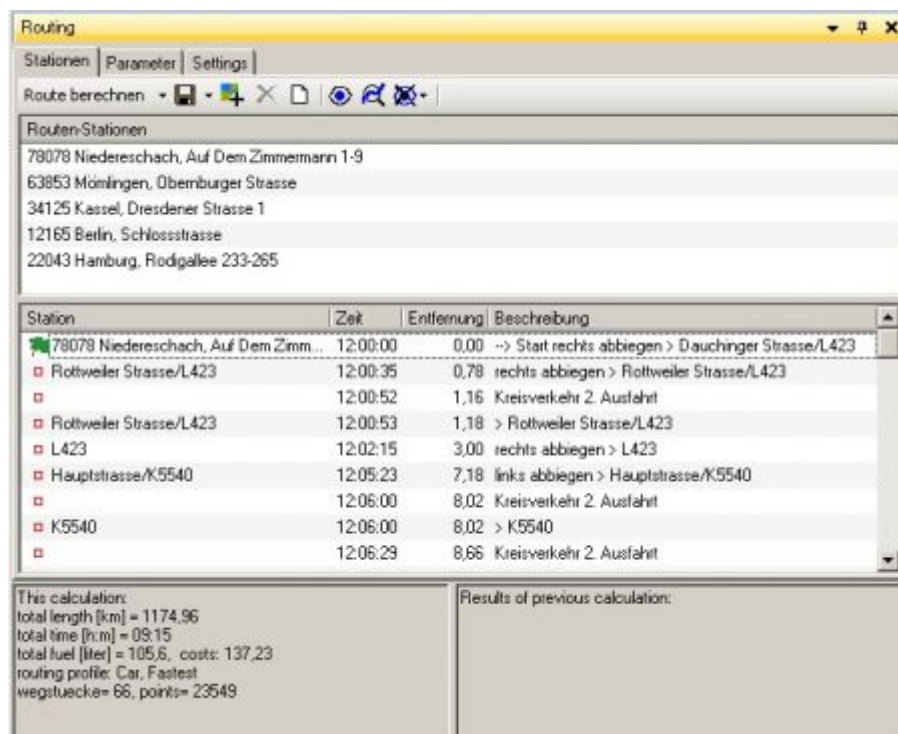 Routing
Stationen Parameter Settings
Route berechnen
Routen-Stationen
78078 Niedereschach, Auf Dem Zimmermann 1-9
63853 Mömlingen, Obernburger Strasse
34125 Kassel, Dresdener Strasse 1
12165 Berlin, Schlossstrasse
22043 Hamburg, Rodigallee 233-265
Station Zeit Entfernung Beschreibung
78078 Niedereschach, Auf Dem Zimm... 12:00:00 0,00 --> Start rechts abbiegen > Dauchinger Strasse/L423
Rottweiler Strasse/L423 12:00:35 0,78 rechts abbiegen > Rottweiler Strasse/L423
12:00:52 1,16 Kreisverkehr 2. Ausfahrt
Rottweiler Strasse/L423 12:00:53 1,18 > Rottweiler Strasse/L423
L423 12:02:15 3,00 rechts abbiegen > L423
Hauptstrasse/K5540 12:05:23 7,18 links abbiegen > Hauptstrasse/K5540
12:06:00 8,02 Kreisverkehr 2. Ausfahrt
K5540 12:06:00 8,02 > K5540
12:06:29 8,66 Kreisverkehr 2. Ausfahrt
This calculation:
total length [km] = 1174,96
total time [h:m] = 09:15
total fuel [liter] = 105,6, costs: 137,23
routing profile: Car, Fastest
wegstuecke= 66, points= 23549
Results of previous calculation: